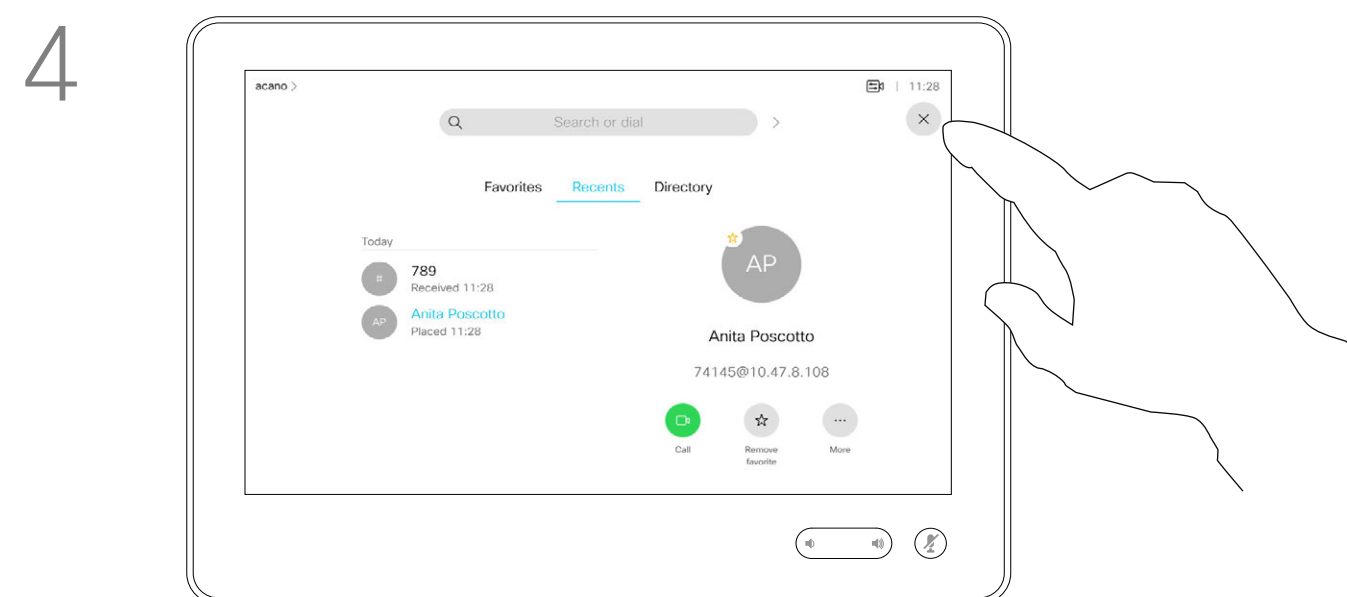 4
acano >
11:28
Search or dial
Favorites Recents Directory
Today
#
789
Received 11:28
AP
Anita Poscotto
Placed 11:28
AP
Anita Poscotto
74145@10.47.8.108
Call
Remove
favorite
More